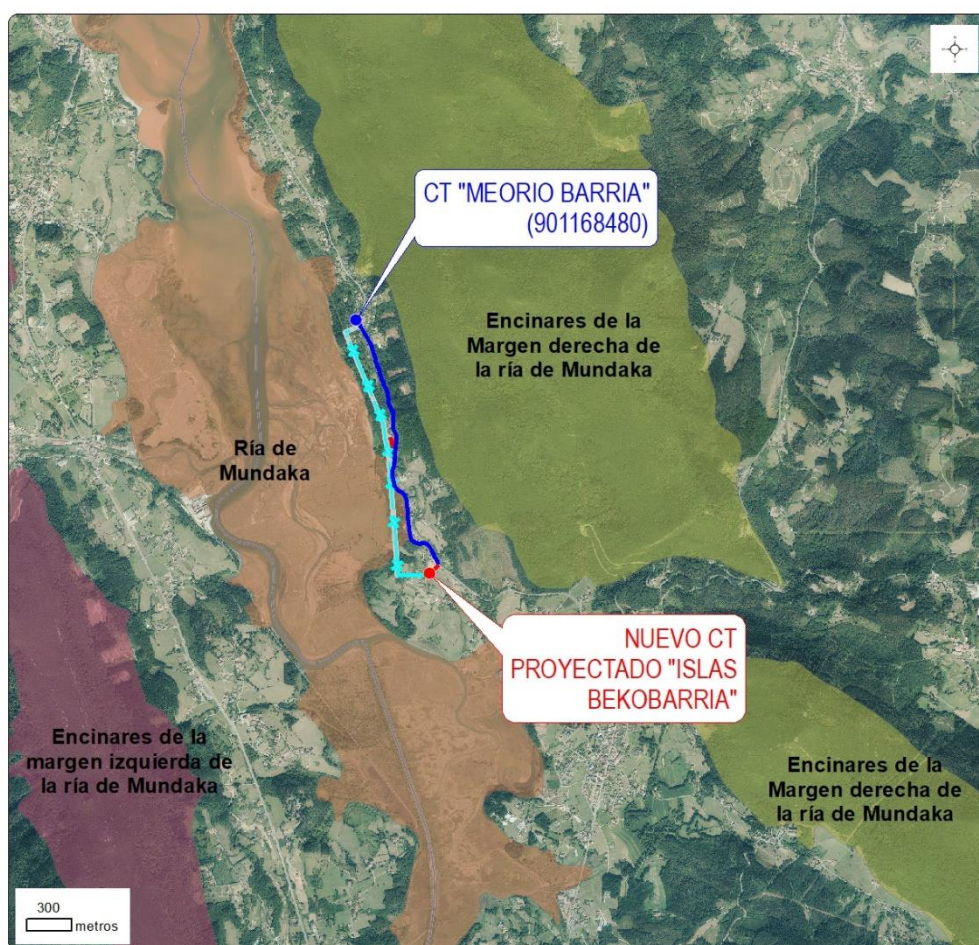 CT "MEORIO BARRIA"
(901168480)
Encinares de la
Margen derecha de
la ría de Mundaka
Ría de
Mundaka
NUEVO CT
PROYECTADO "ISLAS
BEKOBARRIA"
Encinares de la
margen izquierda de
la ría de Mundaka
Encinares de la
Margen derecha de
la ría de Mundaka
300
metros